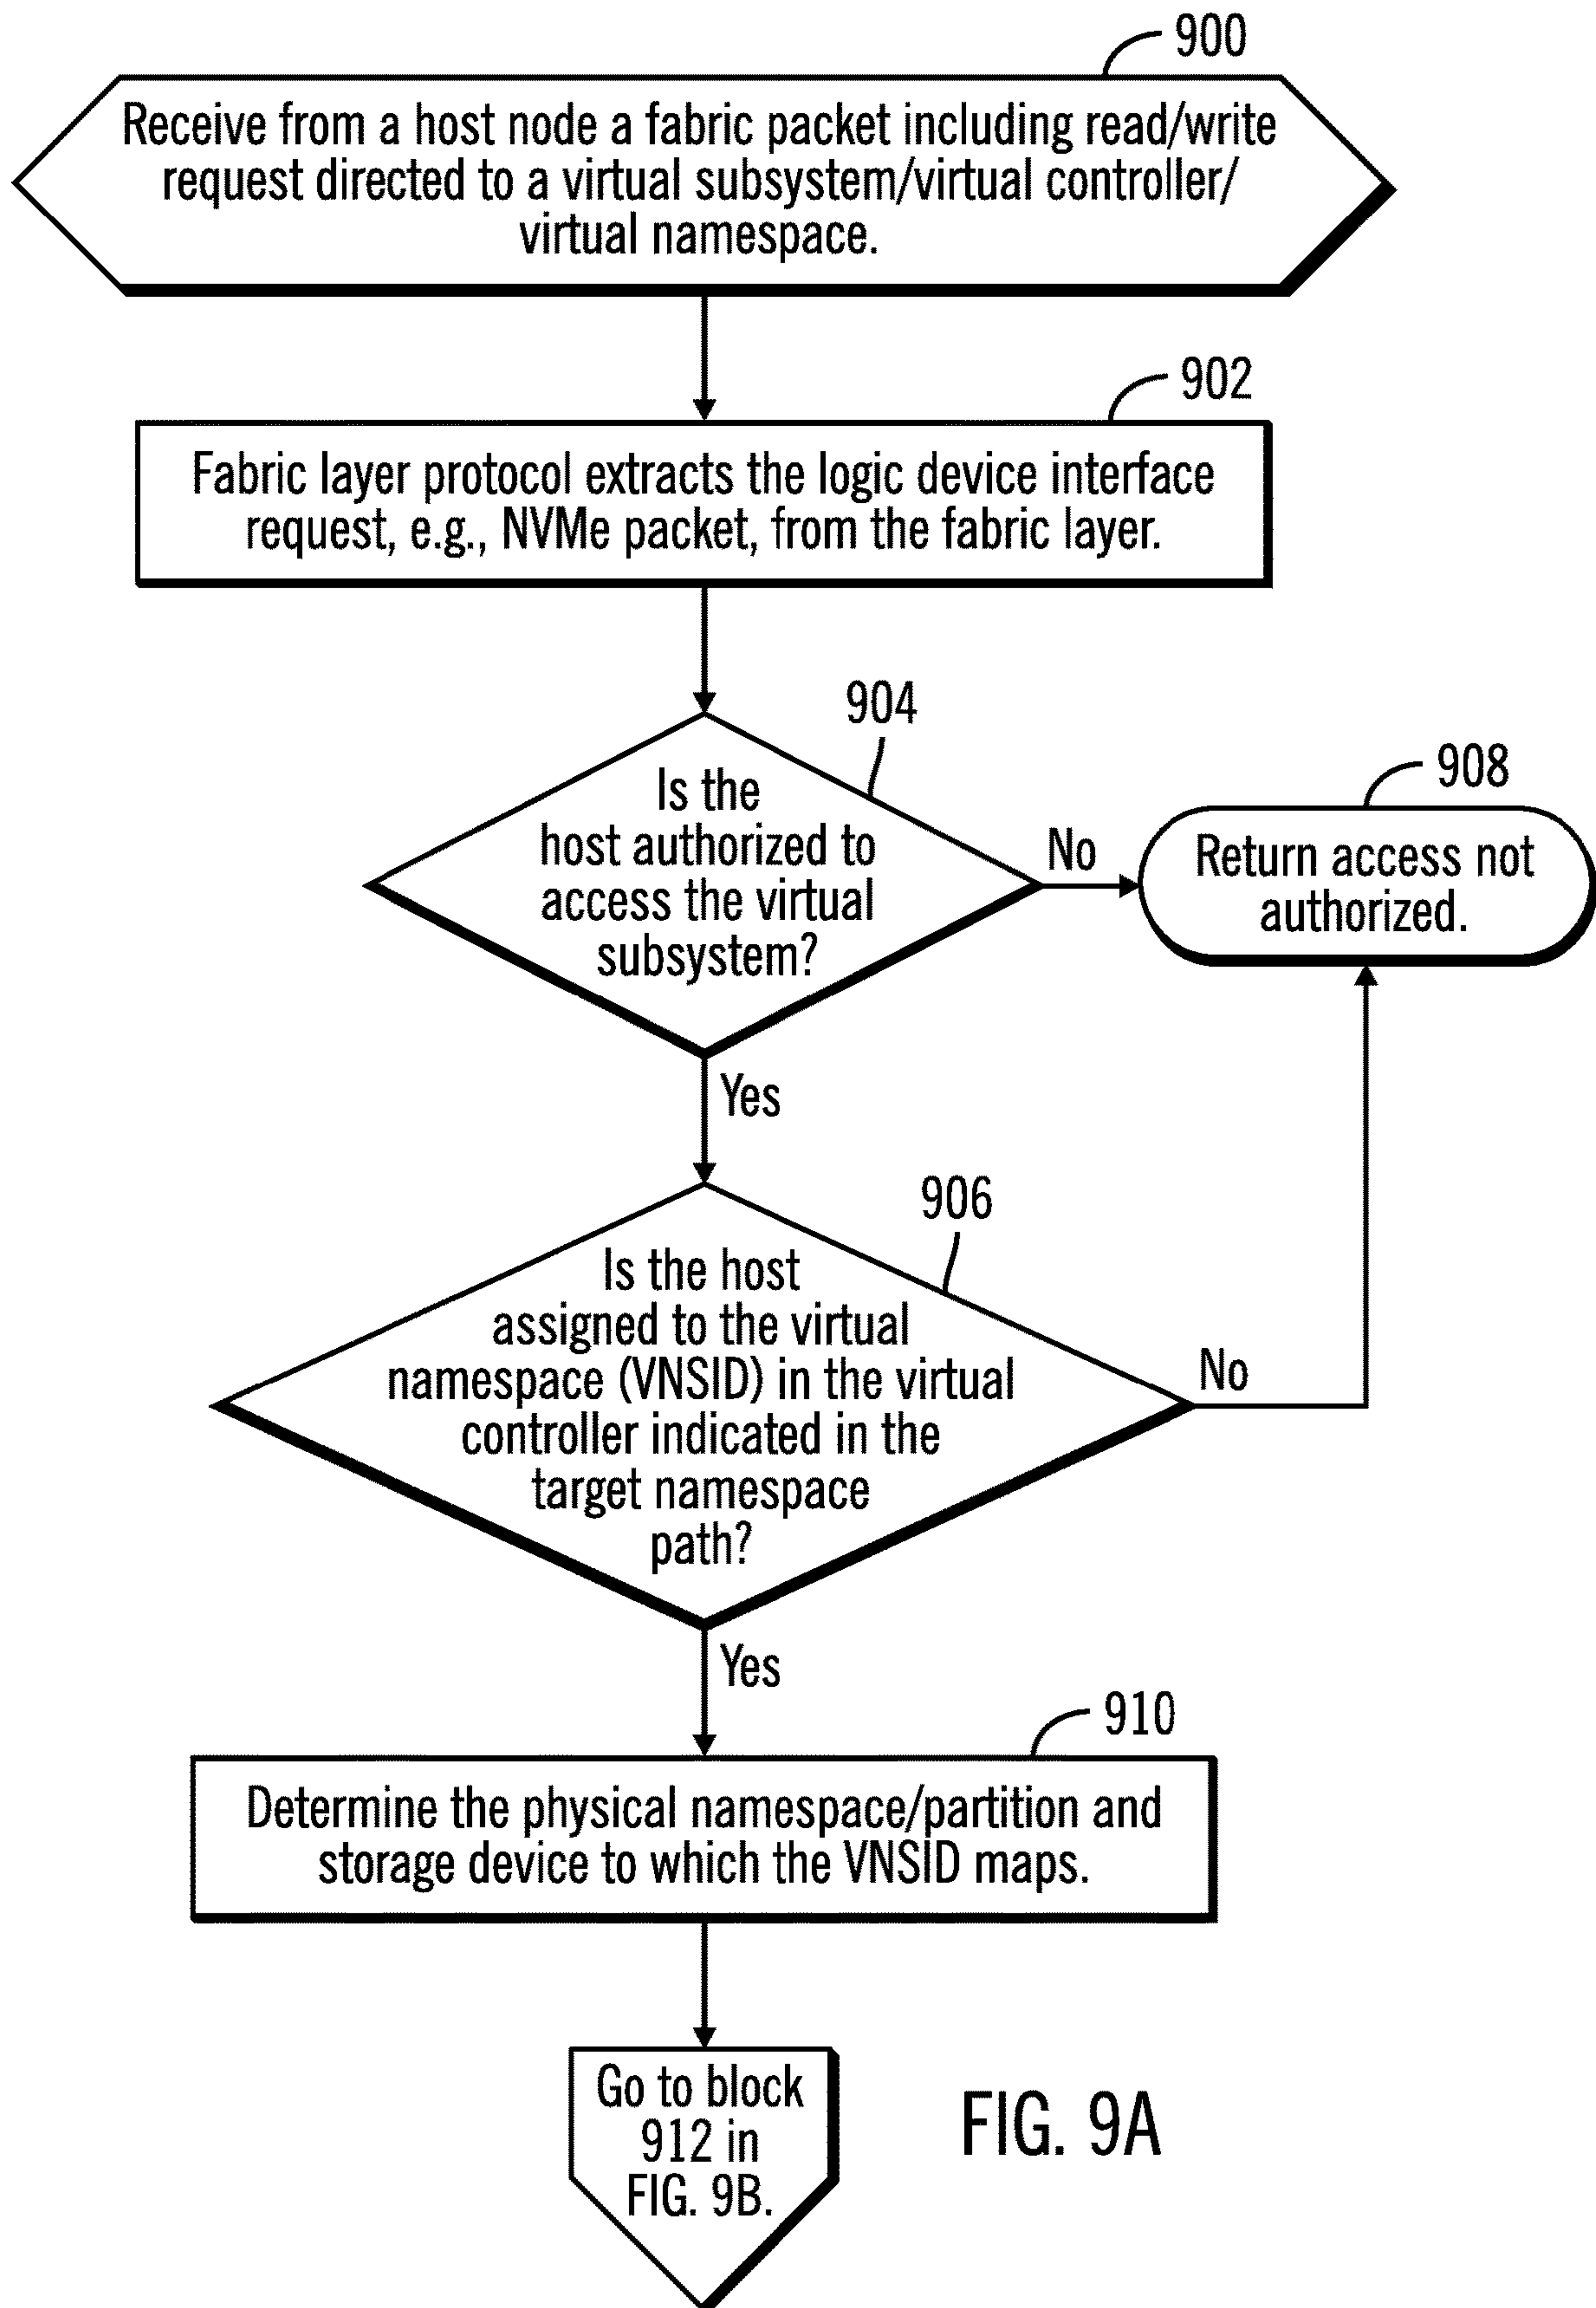 900
Receive from a host node a fabric packet including read/write
request directed to a virtual subsystem/virtual controller/
virtual namespace.
902
Fabric layer protocol extracts the logic device interface
request, e.g., NVMe packet, from the fabric layer.
904
Is the
host authorized to
access the virtual
subsystem?
No
908
Return access not
authorized.
Yes
906
Is the host
assigned to the virtual
namespace (VNSID) in the virtual
controller indicated in the
target namespace
path?
No
Yes
910
Determine the physical namespace/partition and
storage device to which the VNSID maps.
Go to block
912 in
FIG. 9B.
FIG. 9A